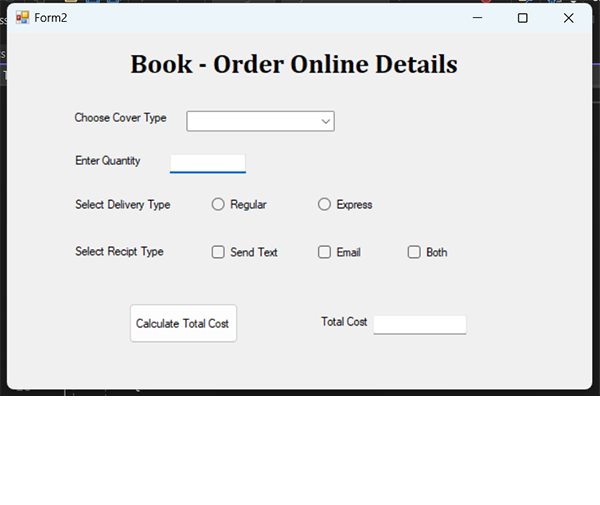 Form2
Book - Order Online Details
Choose Cover Type
Enter Quantity
Select Delivery Type Regular Express
Select Recipt Type Send Text Email Both
Calculate Total Cost Total Cost